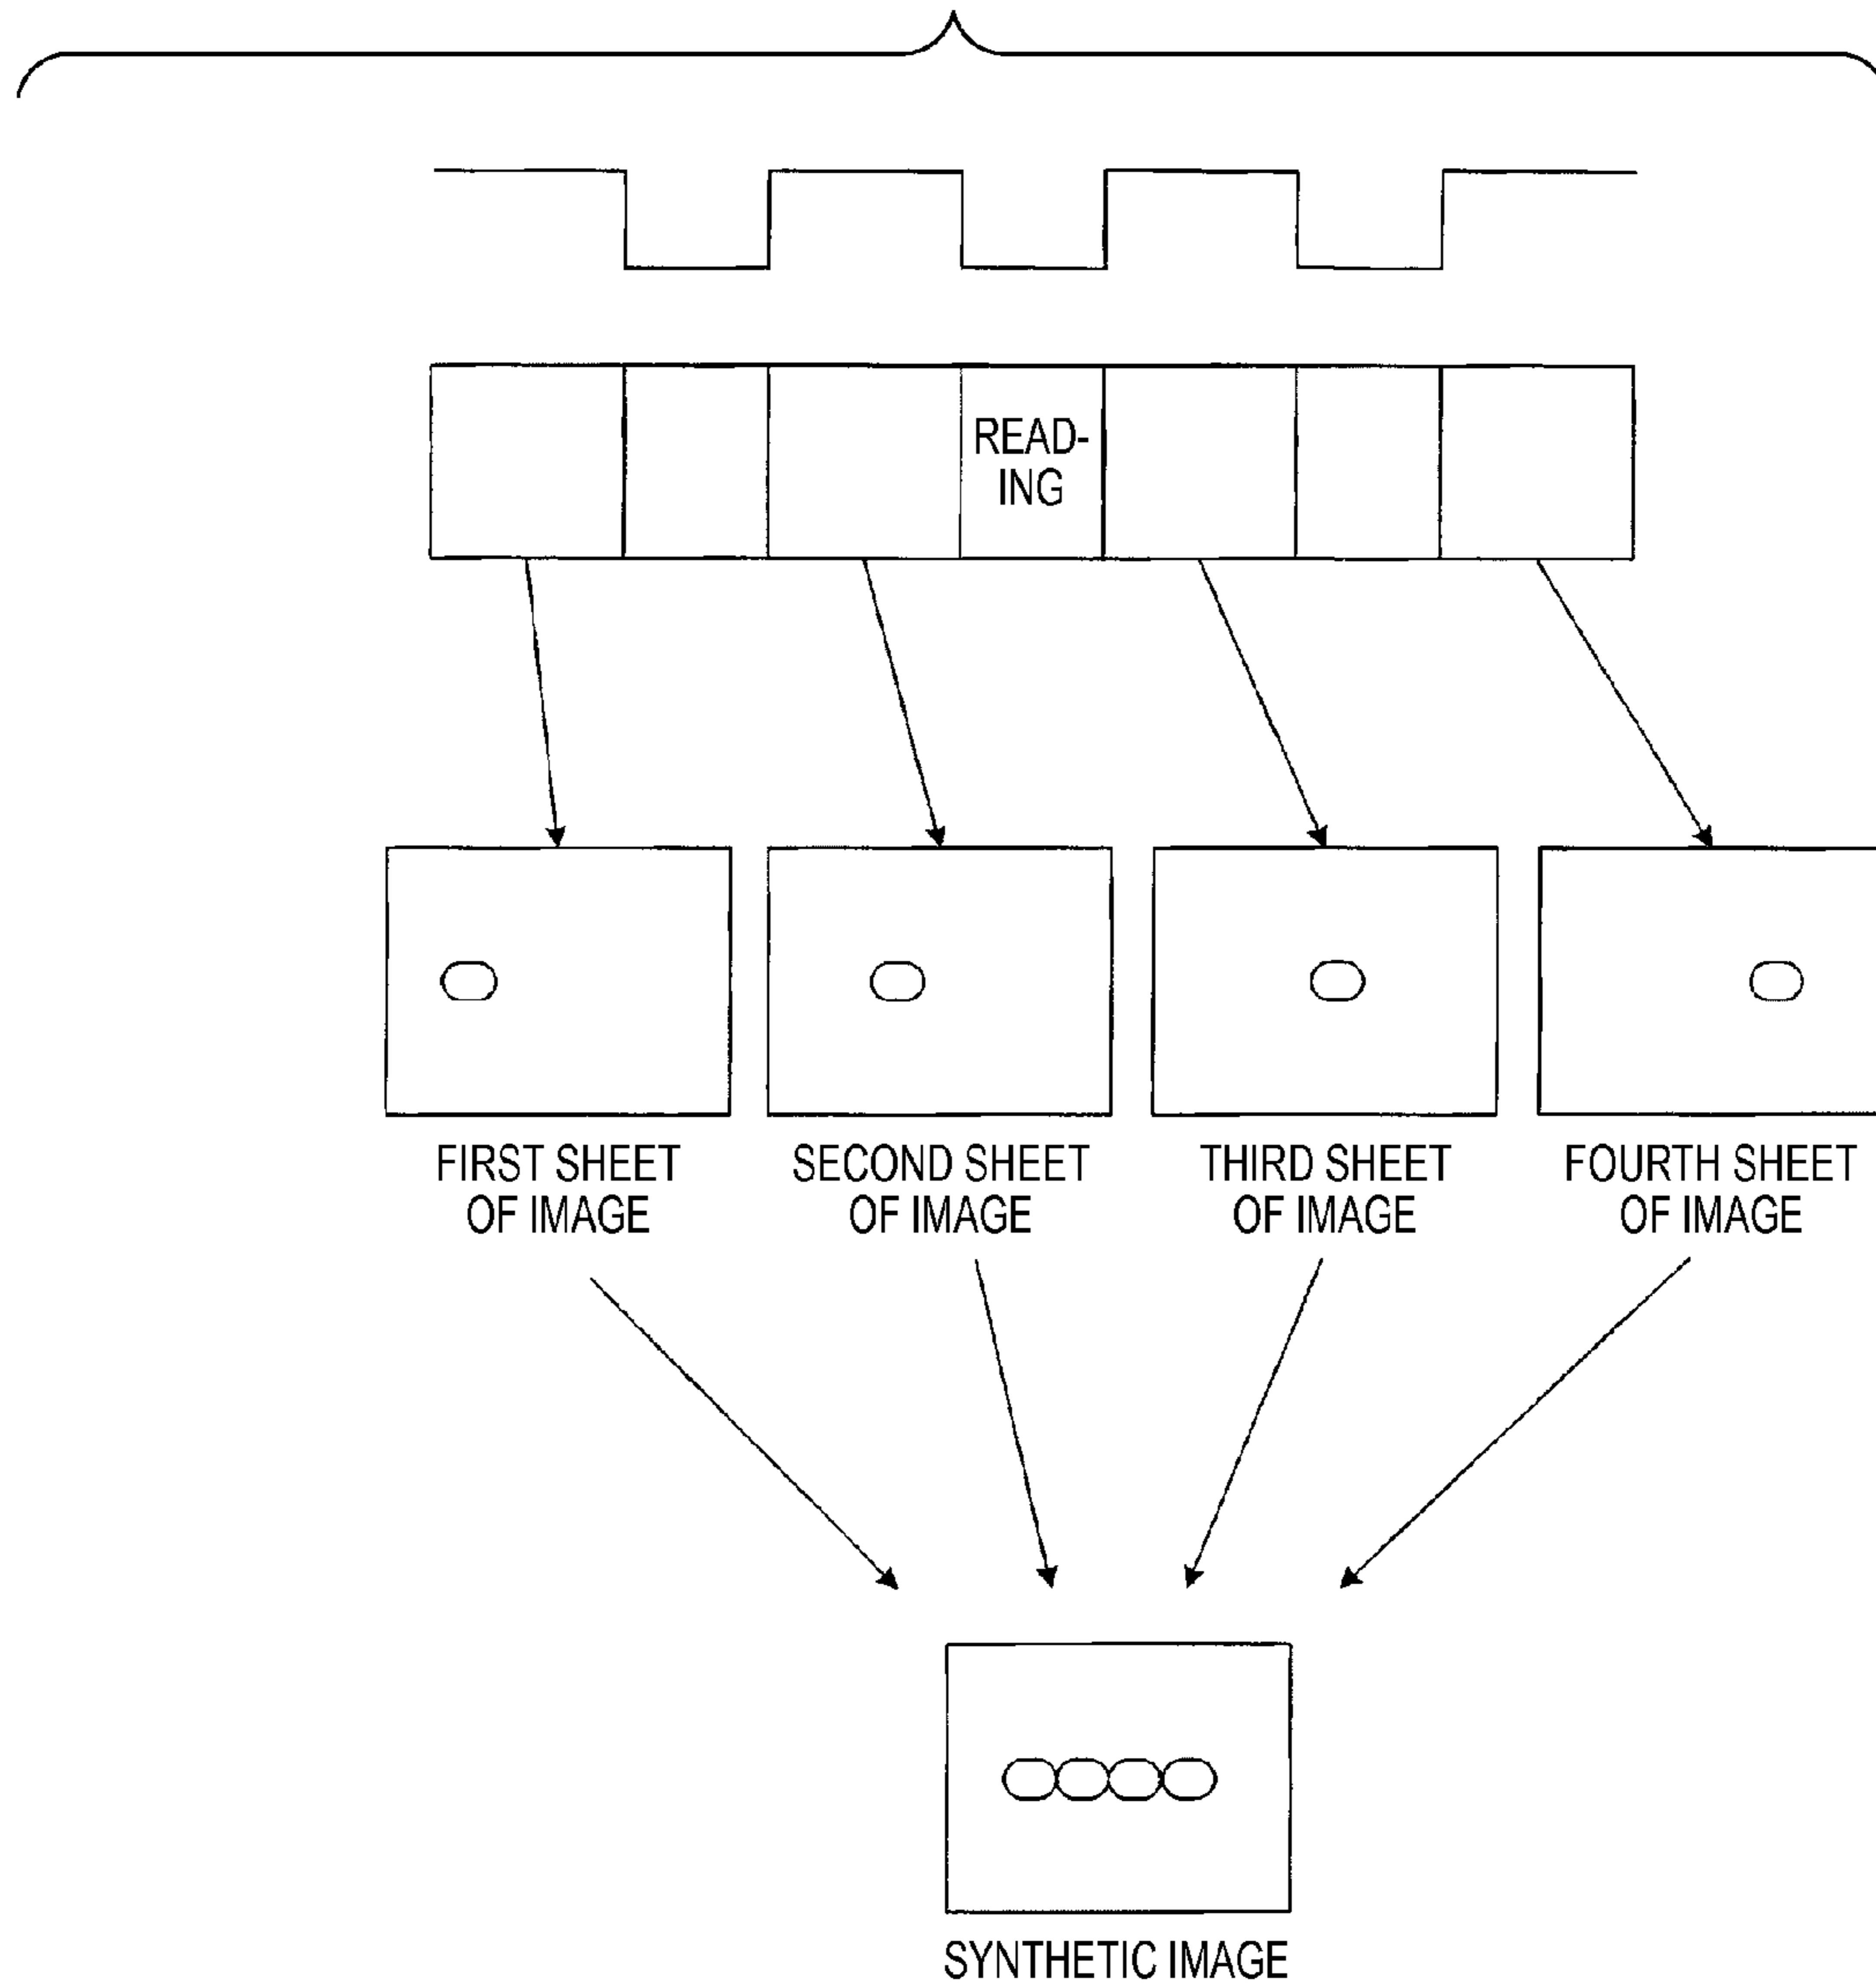 READ-
ING
FIRST SHEET
OF IMAGE
SECOND SHEET
OF IMAGE
THIRD SHEET
OF IMAGE
FOURTH SHEET
OF IMAGE
SYNTHETIC IMAGE